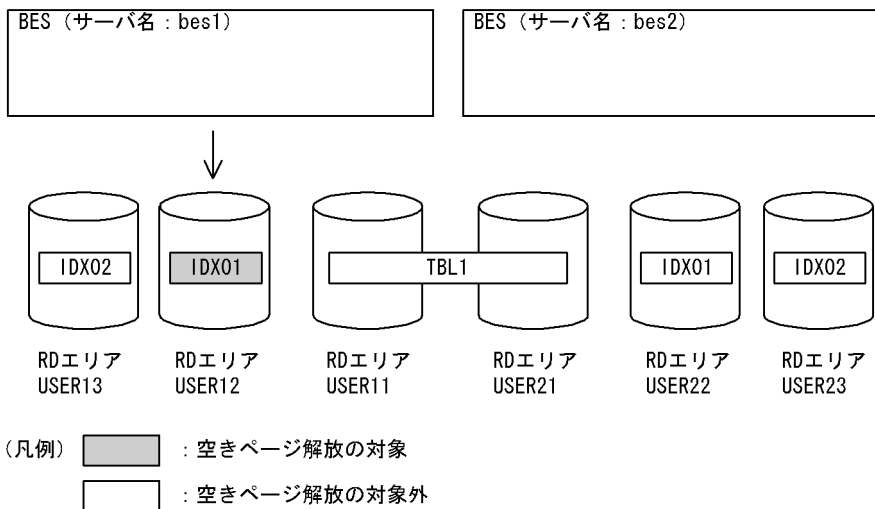 BES（サーバ名：bes1）
BES（サーバ名：bes2）
IDX02
IDX01
TBL1
IDX01
IDX02
RDエリア
USER13
RDエリア
USER12
RDエリア
USER11
RDエリア
USER21
RDエリア
USER22
RDエリア
USER23
（凡例）　：空きページ解放の対象
：空きページ解放の対象外